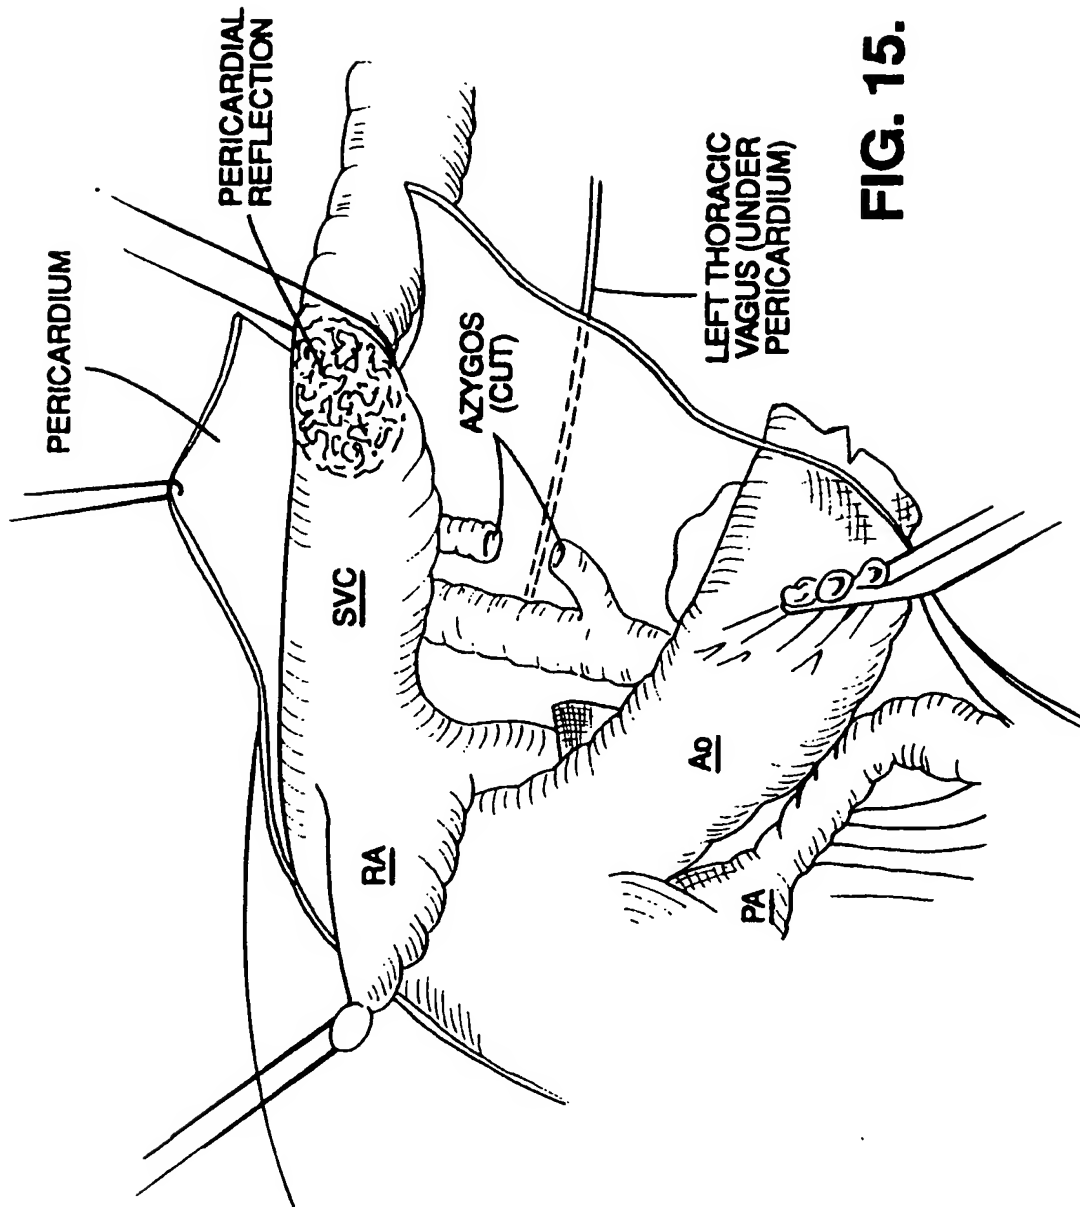 PERICARDIUM
PERICARDIAL
REFLECTION
SVC
AZYGOS
(CUT)
RA
LEFT THORACIC
VAGUS (UNDER
PERICARDIUM)
Ao
PA
FIG. 15.